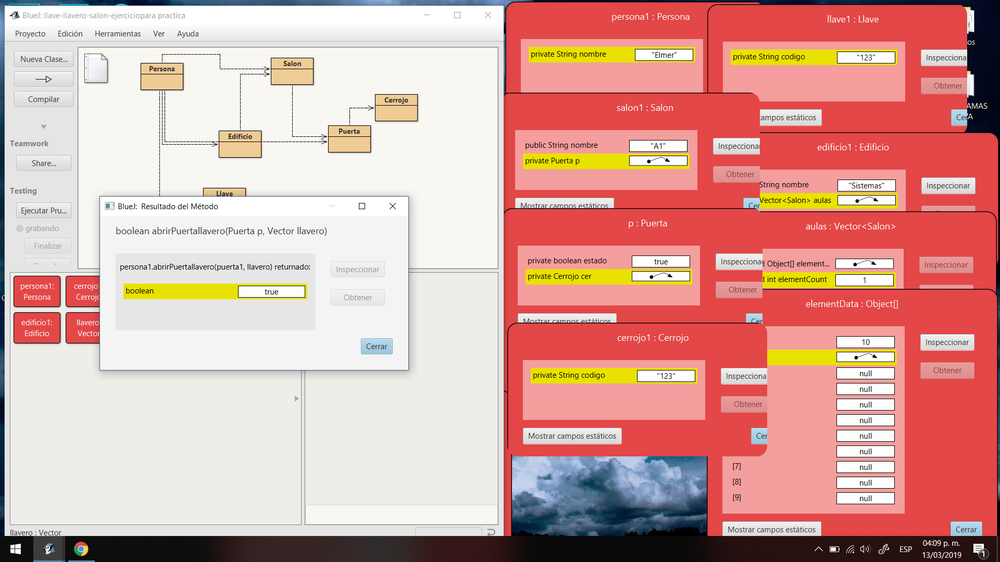 BlueJ: llave-llavero-salon-ejerciciopara practica
Proyecto Edición Herramientas Ver Ayuda
Nueva Clase...
Compilar
Teamwork
Share...
Testing
Ejecutar Pru...
grabando
Finalizar
Persona
Salon
Cerrojo
Puerta
Edificio
Llave
BlueJ: Resultado del Método
boolean abrirPuertallavero(Puerta p, Vector llavero)
persona1.abrirPuertallavero(puerta1, llavero) returnado:
boolean true
Inspeccionar
Obtener
Cerrar
persona1:
Persona
cerrojo
Cerrojo
edificio1:
Edificio
llavero
Vector
llavero : Vector
persona1 : Persona
private String nombre "Elmer"
llave1 : Llave
private String codigo "123"
Inspecciona
Obtener
campos estáticos
Cer
salon1 : Salon
public String nombre "A1"
private Puerta p
Inspecciona
Obtener
Mostrar campos estáticos
Cer
edificio1 : Edificio
String nombre "Sistemas"
Vector<Salon> aulas
Inspeccionar
p : Puerta
private boolean estado true
private Cerrojo cer
Inspecciona
Obtener
Mostrar campos estáticos
Cer
aulas : Vector<Salon>
Object[] element...
int elementCount 1
Inspeccionar
cerrojo1 : Cerrojo
private String codigo "123"
Inspecciona
Obtener
Mostrar campos estáticos
Cer
elementData : Object[]
10
null
null
null
null
null
null
[7] null
[8] null
[9] null
Inspeccionar
Obtener
Mostrar campos estáticos
Cerrar
os
AMAS
VA
ESP
04:09 p. m.
13/03/2019
1